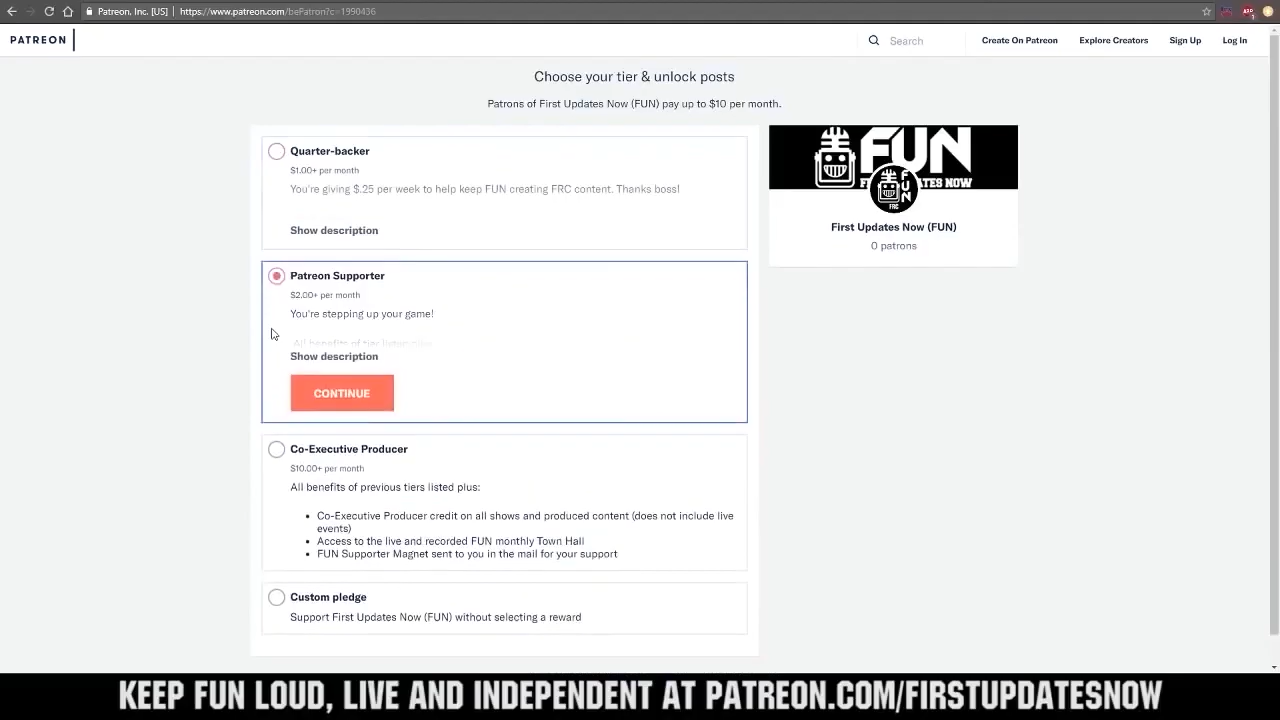 Patreon, Inc. [US] | https://www.patreon.com/bePatron?c=1990436
PATREON
Search
Create On Patreon
Explore Creators
Sign Up
Log In
Choose your tier & unlock posts
Patrons of First Updates Now (FUN) pay up to $10 per month.
Quarter-backer
$1.00+ per month
You're giving $.25 per week to help keep FUN creating FRC content. Thanks boss!
Show description
Patreon Supporter
$2.00+ per month
You're stepping up your game!
All benefits of tier listed plus:
Show description
CONTINUE
Co-Executive Producer
$10.00+ per month
All benefits of previous tiers listed plus:
• Co-Executive Producer credit on all shows and produced content (does not include live
events)
• Access to the live and recorded FUN monthly Town Hall
• FUN Supporter Magnet sent to you in the mail for your support
Custom pledge
Support First Updates Now (FUN) without selecting a reward
FUN
FUN
FRC
First Updates Now (FUN)
0 patrons
KEEP FUN LOUD, LIVE AND INDEPENDENT AT PATREON.COM/FIRSTUPDATESNOW